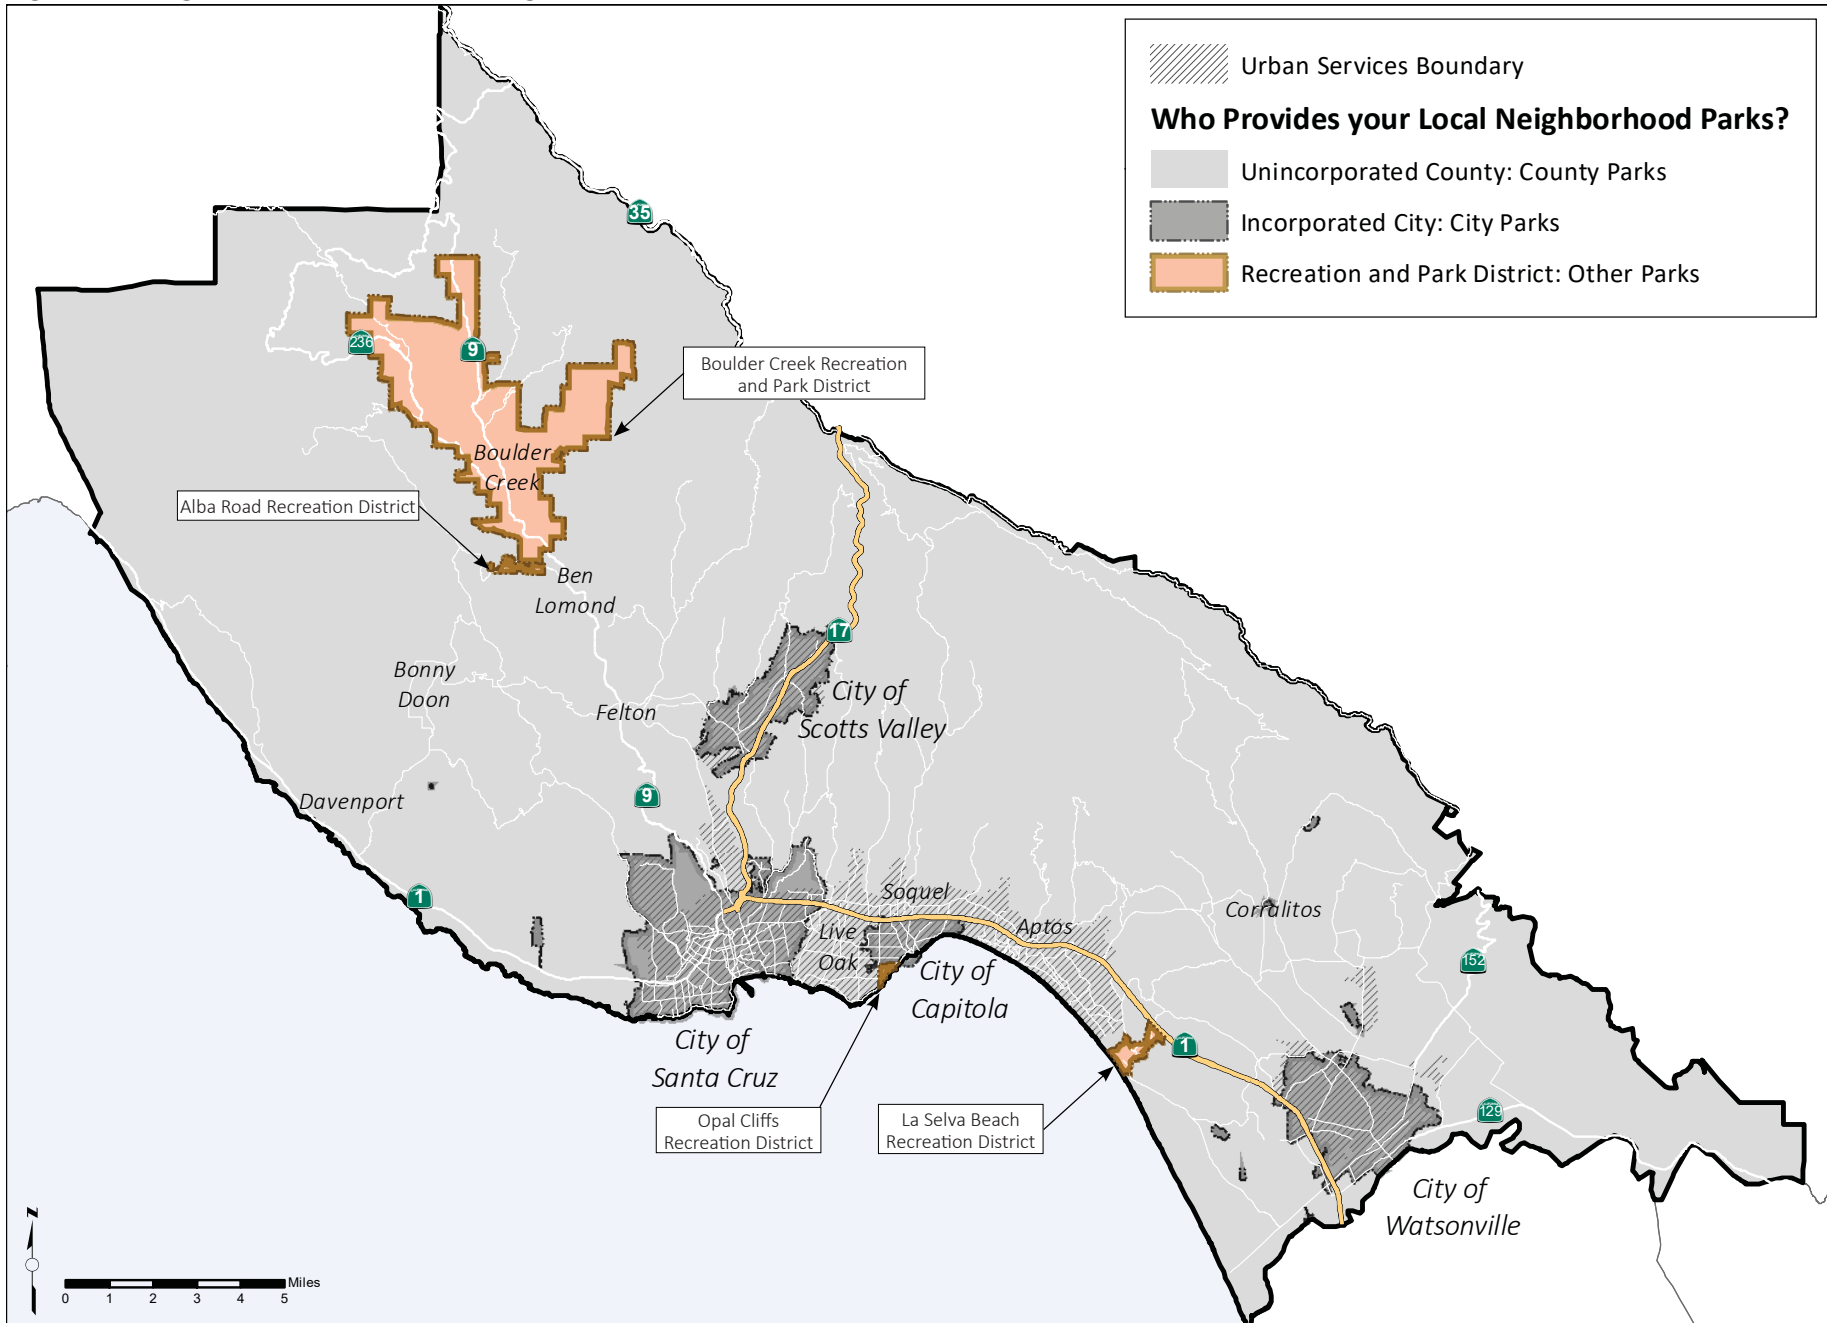 Urban Services Boundary
Who Provides your Local Neighborhood Parks?
Unincorporated County: County Parks
Incorporated City: City Parks
Recreation and Park District: Other Parks
35
236
9
Boulder Creek Recreation
and Park District
Boulder
Creek
Alba Road Recreation District
Ben
Lomond
17
Bonny
Doon
Felton
City of
Scotts Valley
Davenport
9
1
Soquel
Live
Oak
Aptos
Corralitos
152
City of
Capitola
City of
Santa Cruz
1
Opal Cliffs
Recreation District
La Selva Beach
Recreation District
129
City of
Watsonville
N
Miles
0 1 2 3 4 5